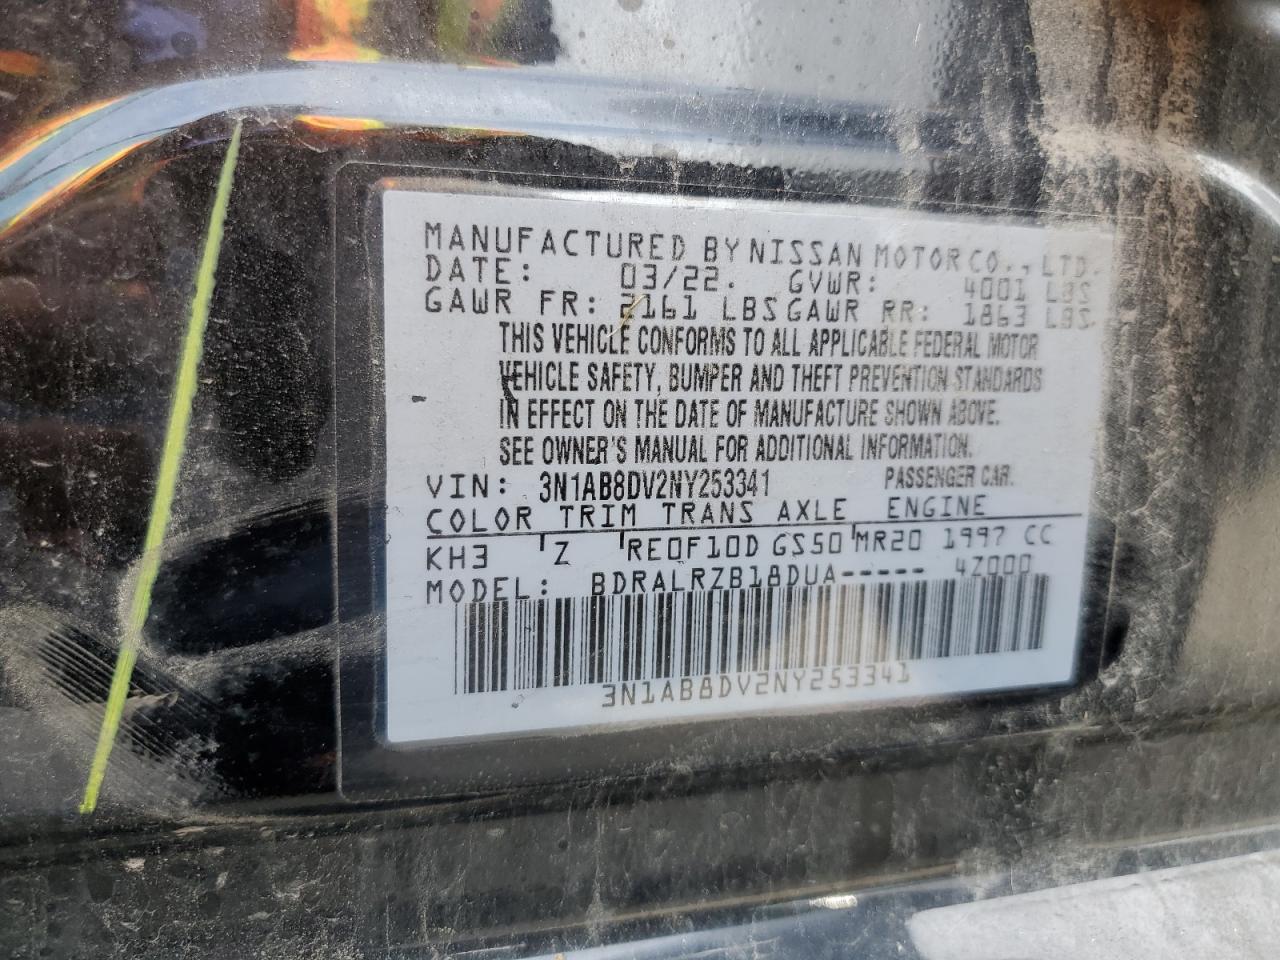 MANUFACTURED BY NISSAN MOTOR CO., LTD.
DATE: 03/22. GVWR: 4001 LBS
GAWR FR: 2161 LBS GAWR RR: 1863 LBS.
THIS VEHICLE CONFORMS TO ALL APPLICABLE FEDERAL MOTOR
VEHICLE SAFETY, BUMPER AND THEFT PREVENTION STANDARDS
IN EFFECT ON THE DATE OF MANUFACTURE SHOWN ABOVE.
SEE OWNER'S MANUAL FOR ADDITIONAL INFORMATION.
VIN: 3N1AB8DV2NY253341 PASSENGER CAR.
COLOR TRIM TRANS AXLE ENGINE
KH3 'Z 'RE0F10D GS50 'MR20 1997 CC
MODEL: BDRALRZB18DUA----- 4Z000
3N1AB8DV2NY253341